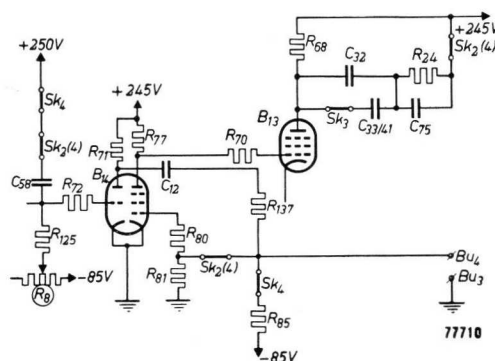 +245V
R68
C32
R24
Sk2(4)
+250V
Sk4
+245V
B13
Sk3
C33/41
C75
Sk2(4)
R71
R77
R70
B14
C12
C58
R72
R137
R125
R80
-85V
R81
Sk2(4)
Bu4
Sk4
Bu3
R8
R85
77710
-85V